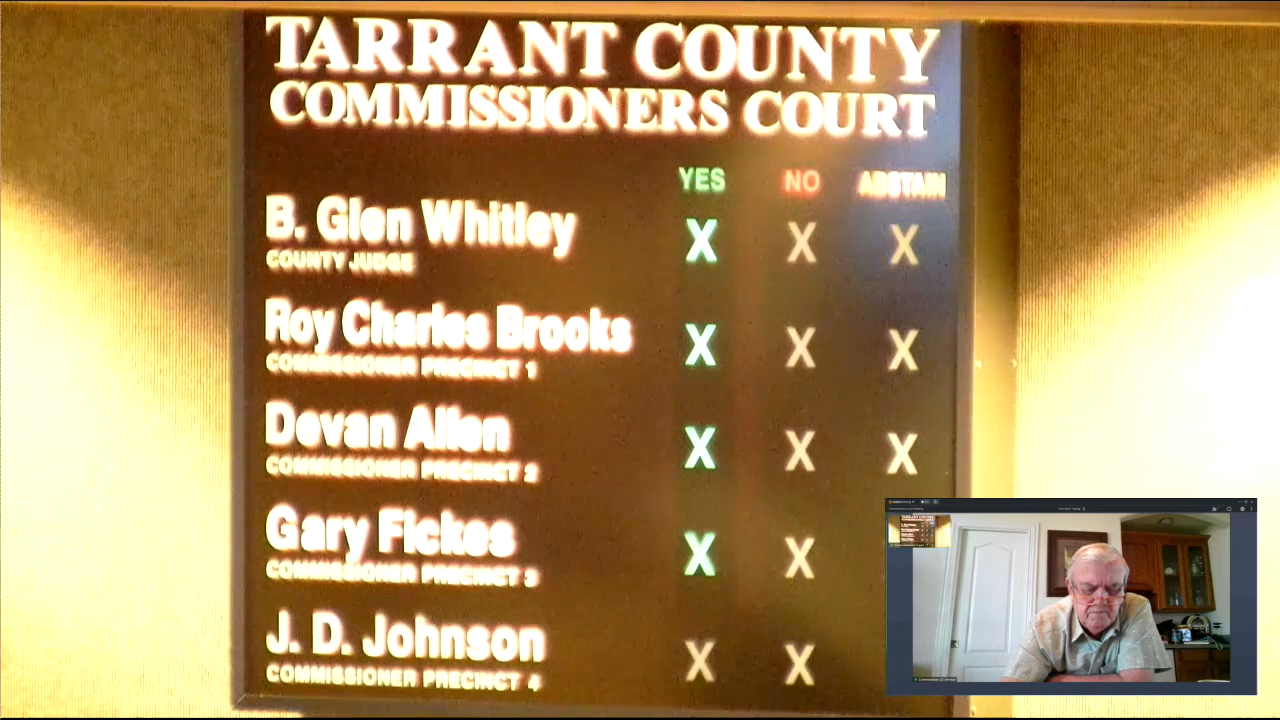 TARRANT COUNTY
COMMISSIONERS COURT
YES NO ABSTAIN
B. Glen Whitley X X X
COUNTY JUDGE
Roy Charles Brooks X X X
COMMISSIONER PRECINCT 1
Devan Allen X X X
COMMISSIONER PRECINCT 2
Gary Fickes X X
COMMISSIONER PRECINCT 3
J. D. Johnson X X
COMMISSIONER PRECINCT 4